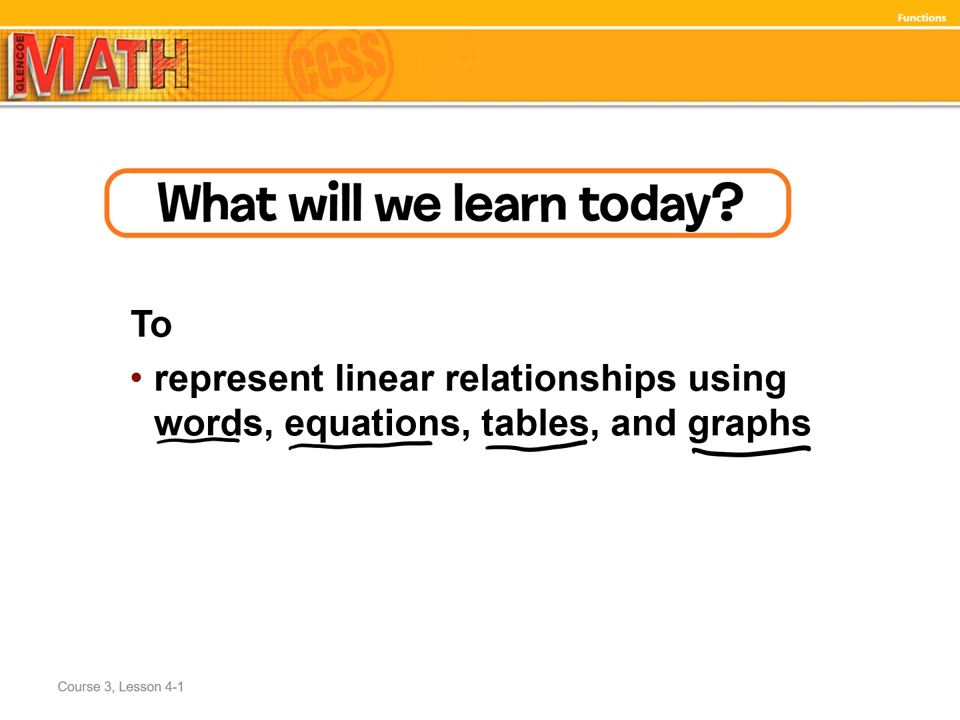 Functions
GLENCOE
MATH
CCSS
What will we learn today?
To
• represent linear relationships using
words, equations, tables, and graphs
Course 3, Lesson 4-1